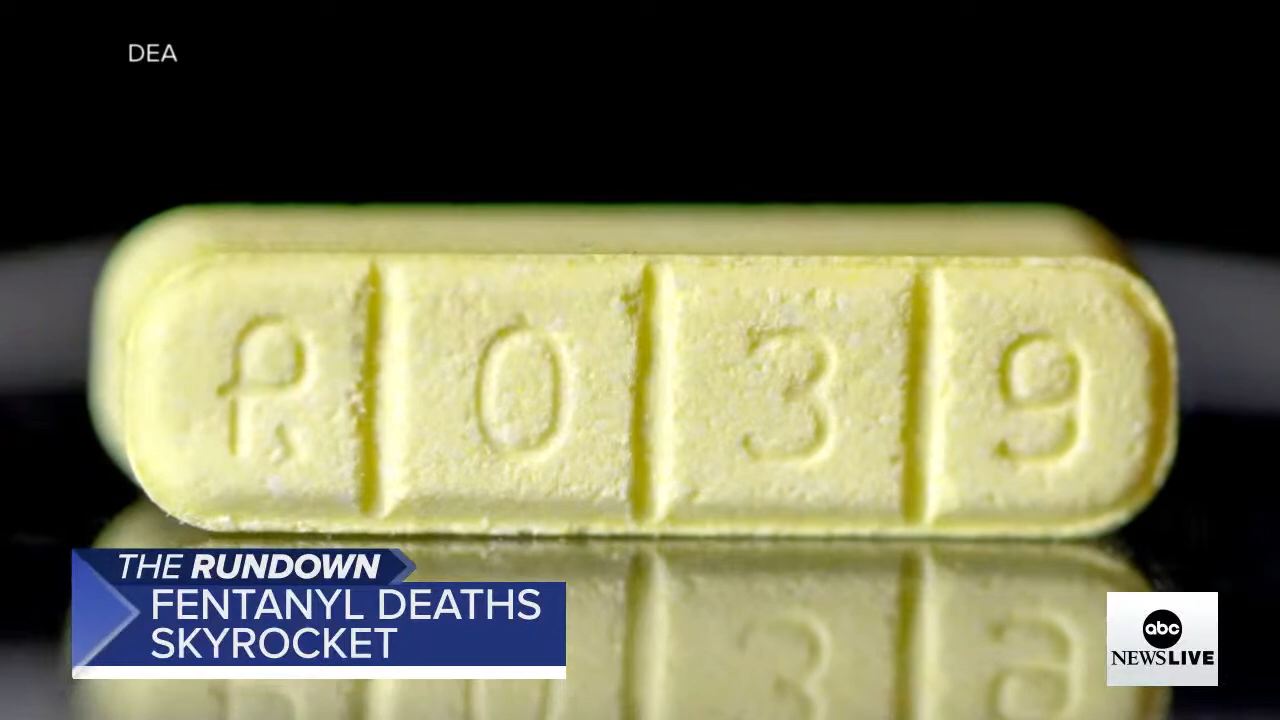 DEA
R 0 3 9
THE RUNDOWN
FENTANYL DEATHS
SKYROCKET
abc
NEWSLIVE